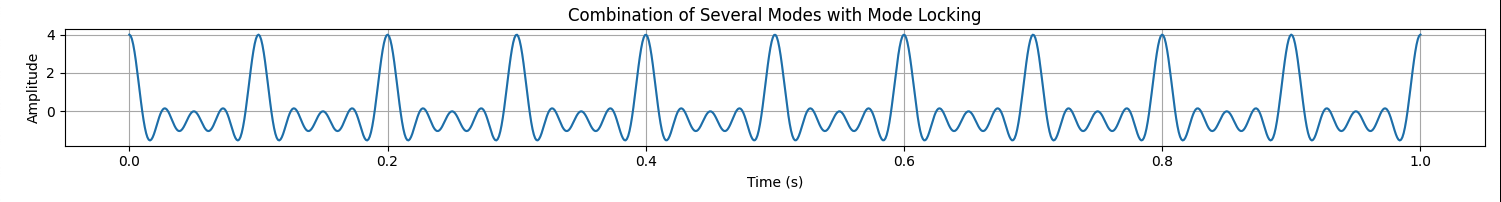 Combination of Several Modes with Mode Locking
Amplitude
4
2
0
0.0 0.2 0.4 0.6 0.8 1.0
Time (s)